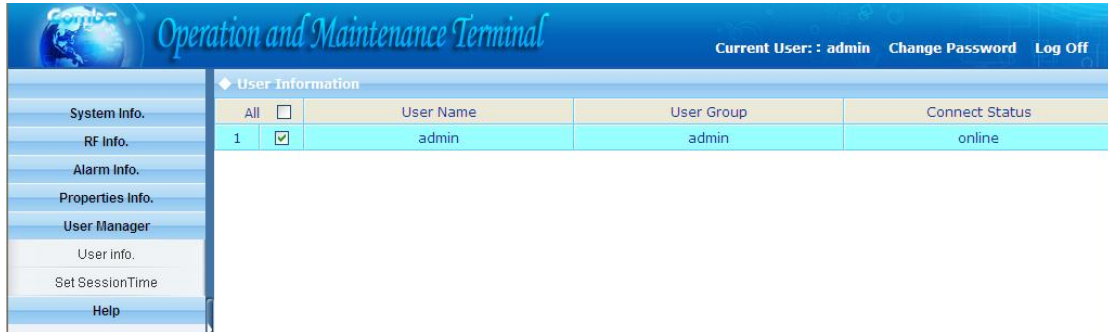 Comba
Operation and Maintenance Terminal
Current User: : admin Change Password Log Off
User Information
System Info.
RF Info.
Alarm Info.
Properties Info.
User Manager
User info.
Set SessionTime
Help
All User Name User Group Connect Status
1 admin admin online